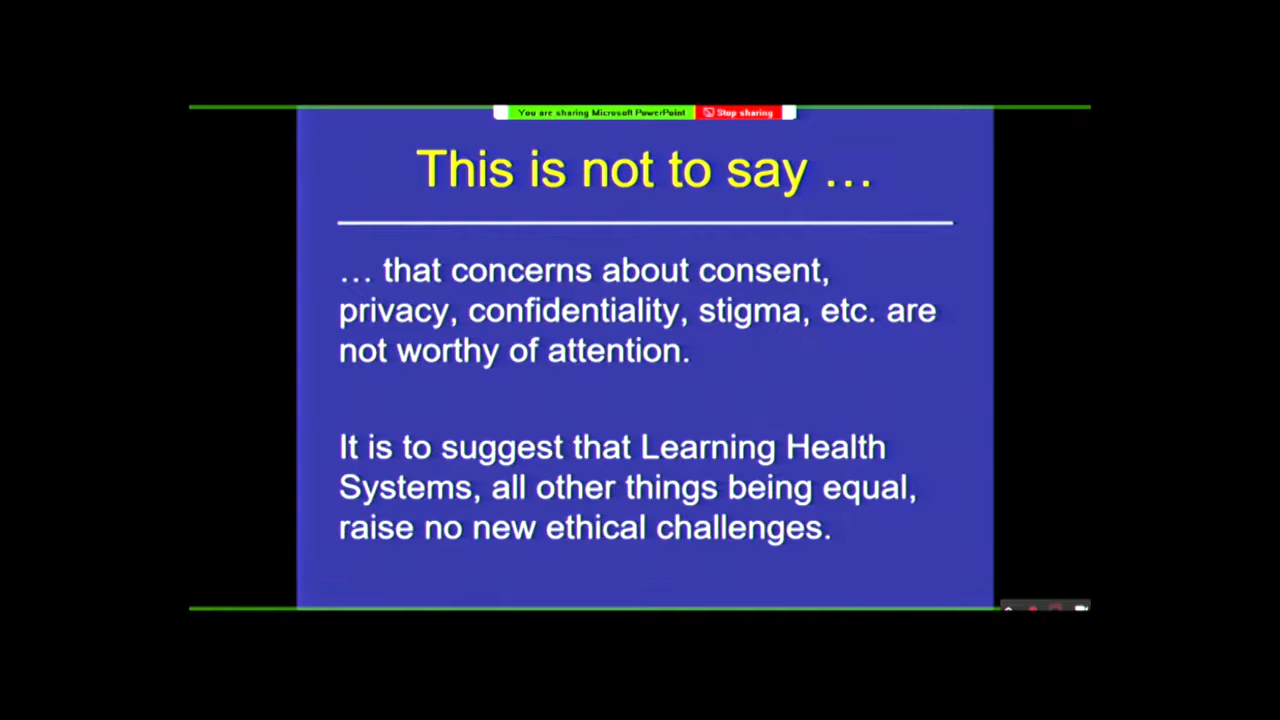 You are sharing Microsoft PowerPoint Stop sharing
This is not to say …
… that concerns about consent,
privacy, confidentiality, stigma, etc. are
not worthy of attention.
It is to suggest that Learning Health
Systems, all other things being equal,
raise no new ethical challenges.